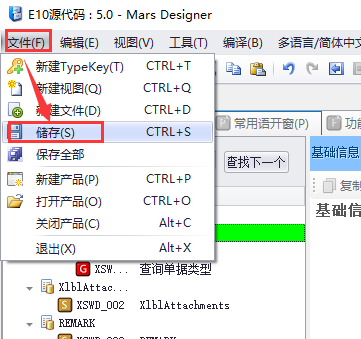 E10源代码 : 5.0 - Mars Designer
文件(F) 编辑(E) 视图(V) 工具(T) 编译(B) 多语言/简体中文
新建TypeKey(T) CTRL+T
新建视图(Q) CTRL+Q
新建文件(D) CTRL+D
储存(S) CTRL+S
保存全部
新建产品(P) CTRL+P
打开产品(O) CTRL+O
关闭产品(C) Alt+C
退出(X) Alt+X
常用语开窗(P)
查找下一个
基础信息
复制
基础信息
XSW... 查询单据类型
XlblAttac...
XSWD_002 XlblAttachments
REMARK